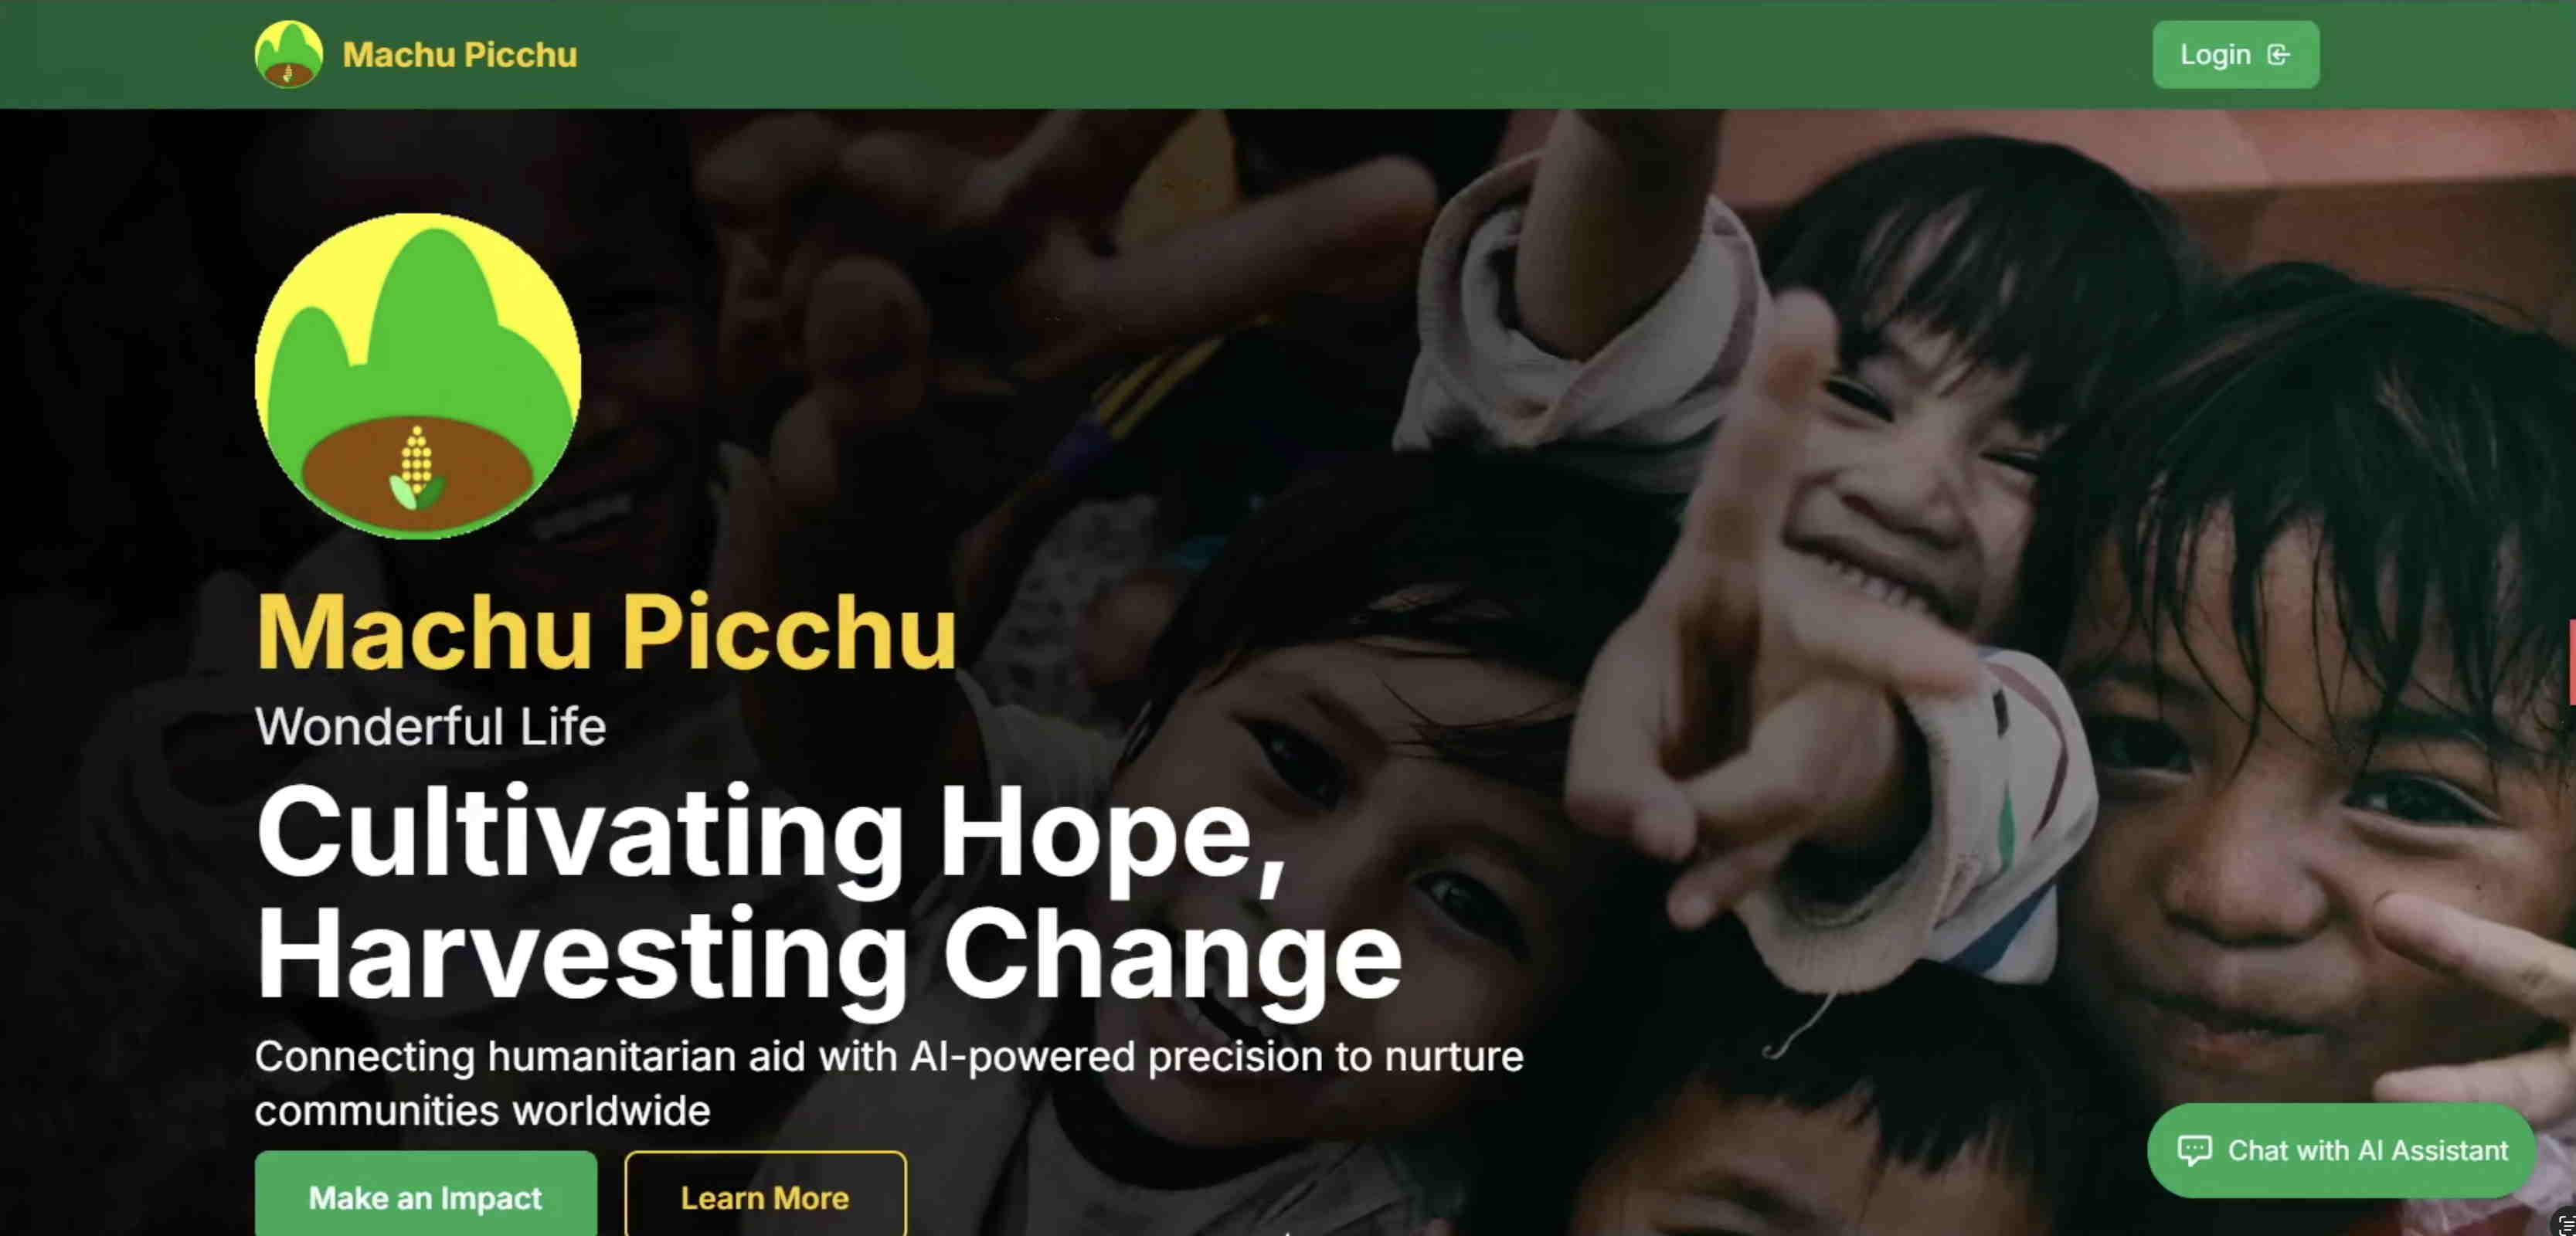 Machu Picchu
Login
Machu Picchu
Wonderful Life
Cultivating Hope,
Harvesting Change
Connecting humanitarian aid with AI-powered precision to nurture
communities worldwide
Make an Impact
Learn More
Chat with AI Assistant